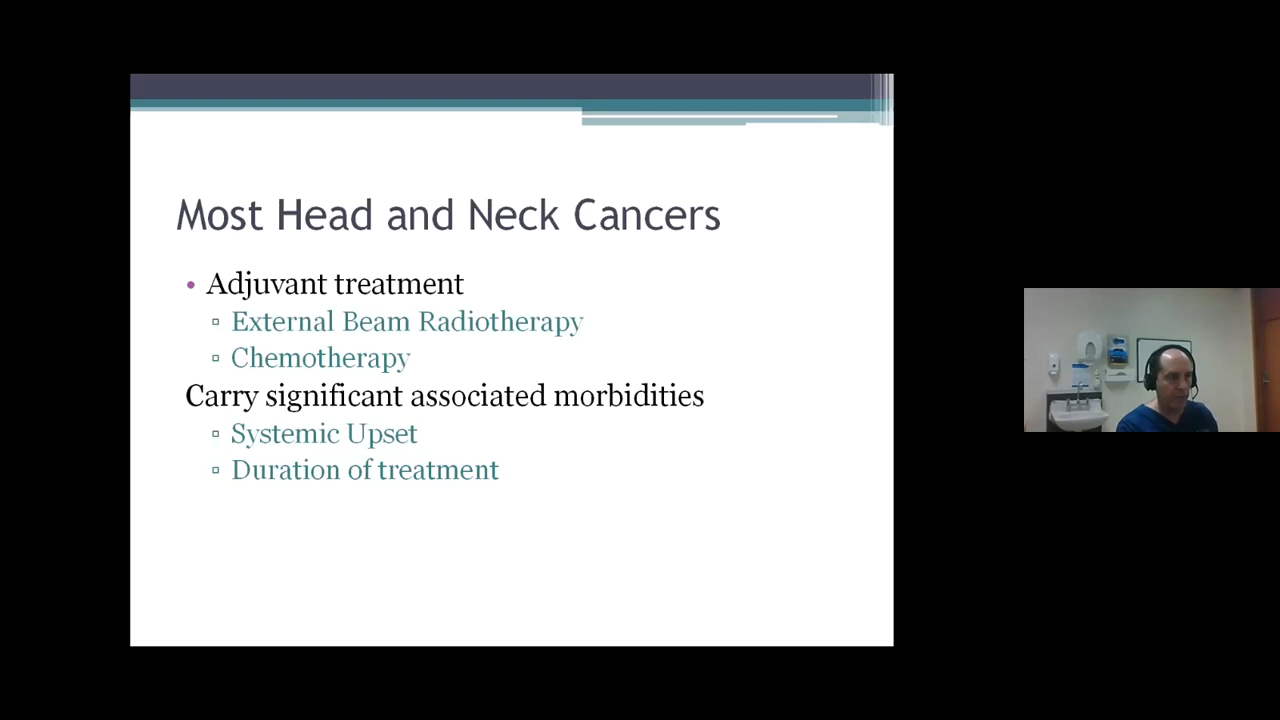 Most Head and Neck Cancers
• Adjuvant treatment
▫ External Beam Radiotherapy
▫ Chemotherapy
Carry significant associated morbidities
▫ Systemic Upset
▫ Duration of treatment